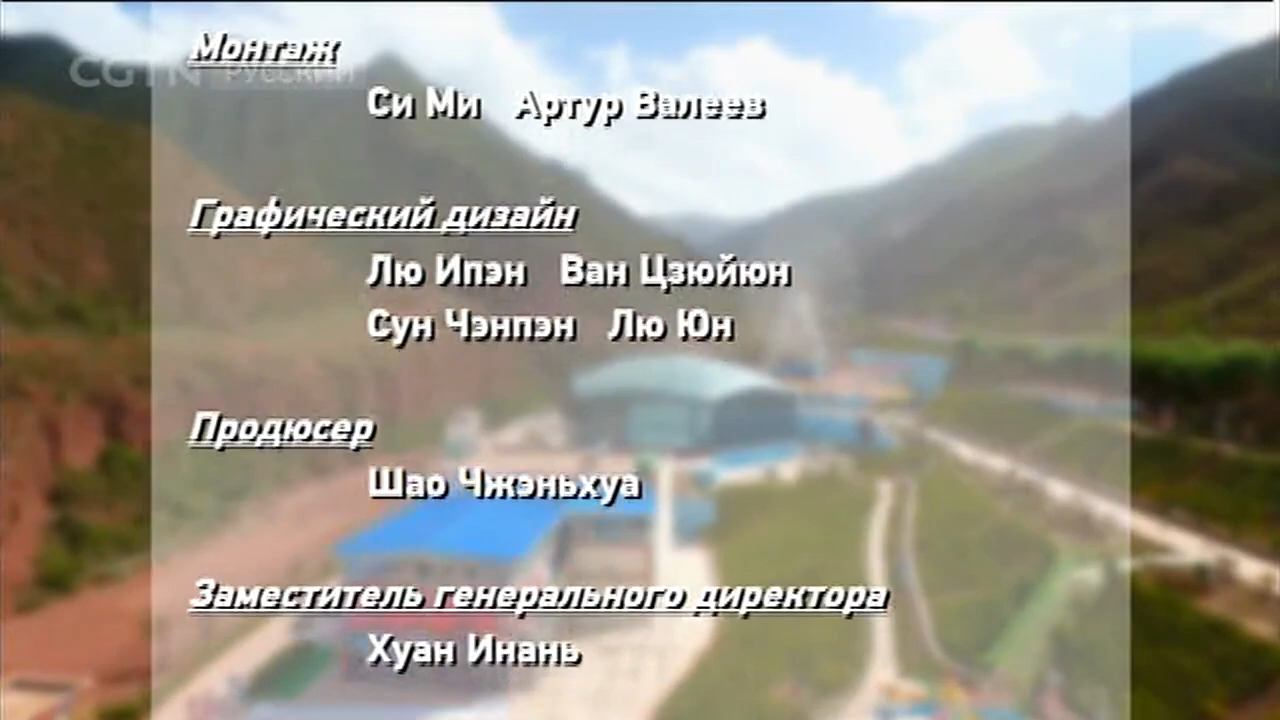 Монтаж
CGTN РУССКИЙ
Си Ми Артур Валеев
Графический дизайн
Лю Ипэн Ван Цзюйюн
Сун Чэнпэн Лю Юн
Продюсер
Шао Чжэньхуа
Заместитель генерального директора
Хуан Инань